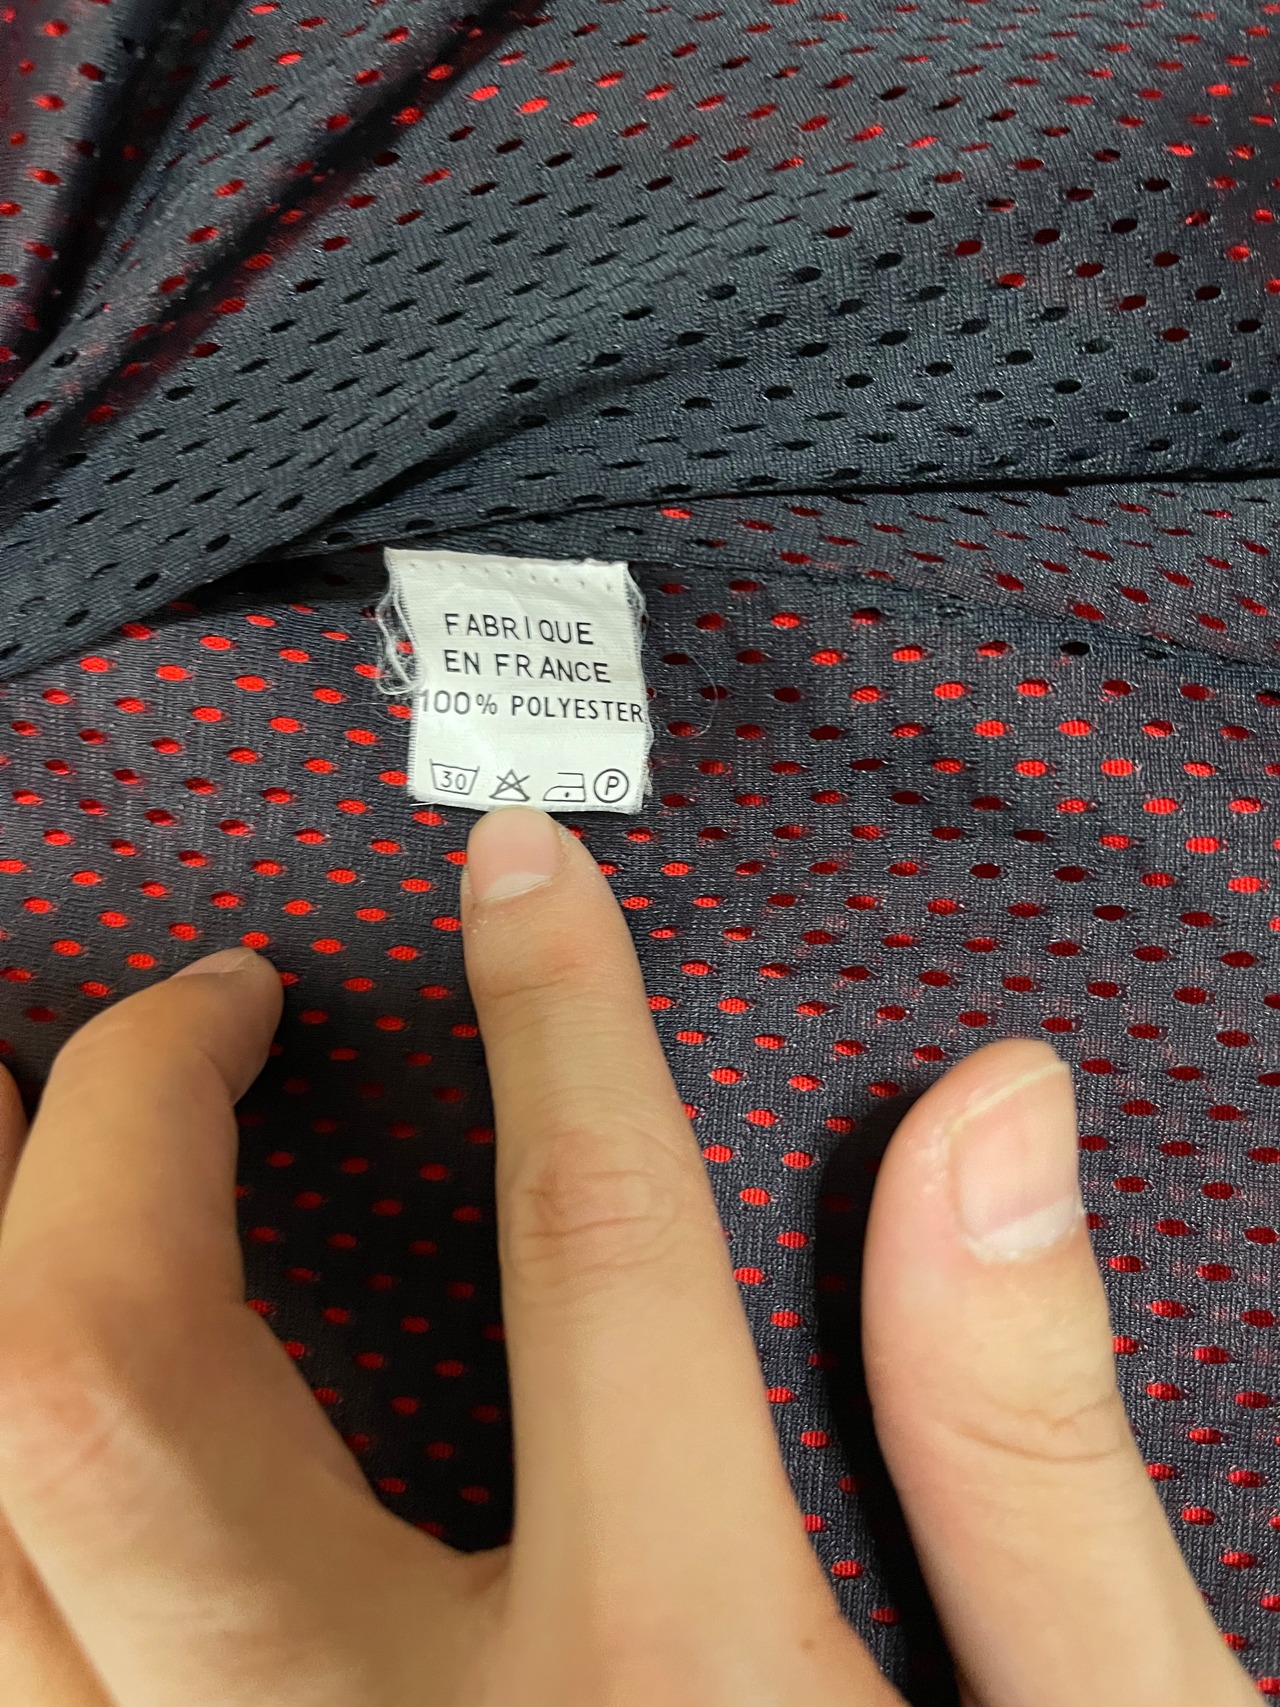 FABRIQUE
EN FRANCE
100% POLYESTER
30 P